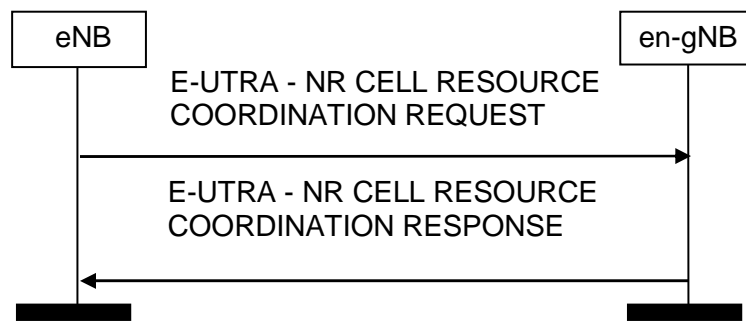 eNB
en-gNB
E-UTRA - NR CELL RESOURCE
COORDINATION REQUEST
E-UTRA - NR CELL RESOURCE
COORDINATION RESPONSE